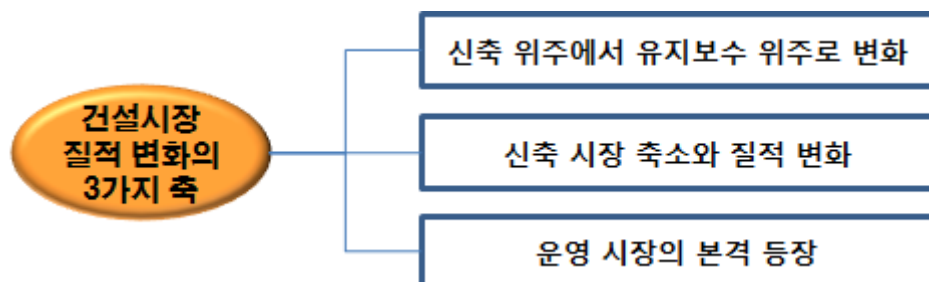 건설시장
질적 변화의
3가지 축
신축 위주에서 유지보수 위주로 변화
신축 시장 축소와 질적 변화
운영 시장의 본격 등장